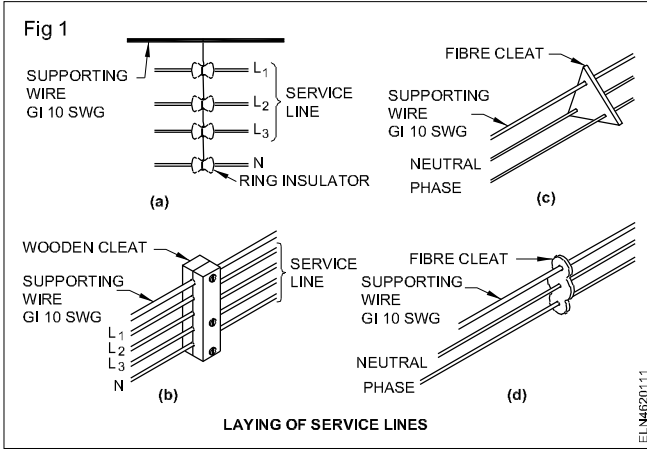 Fig 1
SUPPORTING
WIRE
GI 10 SWG
L1
L2
L3
SERVICE
LINE
N
RING INSULATOR
(a)
FIBRE CLEAT
SUPPORTING
WIRE
GI 10 SWG
NEUTRAL
PHASE
(c)
WOODEN CLEAT
SUPPORTING
WIRE
GI 10 SWG
L1
L2
L3
N
SERVICE
LINE
(b)
FIBRE CLEAT
SUPPORTING
WIRE
GI 10 SWG
NEUTRAL
PHASE
(d)
LAYING OF SERVICE LINES
ELN4620111